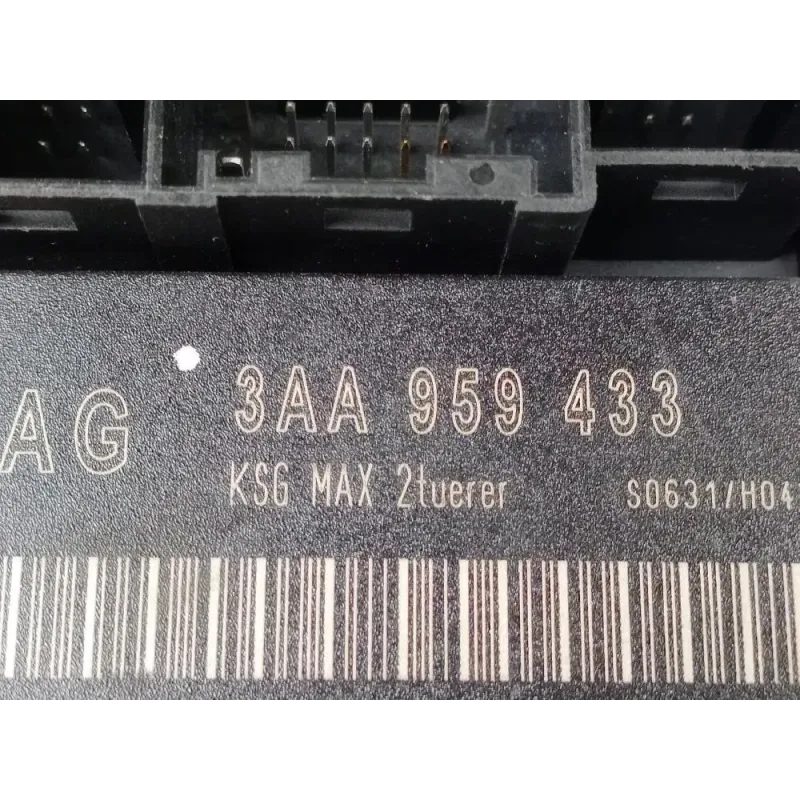 AG 3AA 959 433
KSG MAX 2tuerer S0631/H04